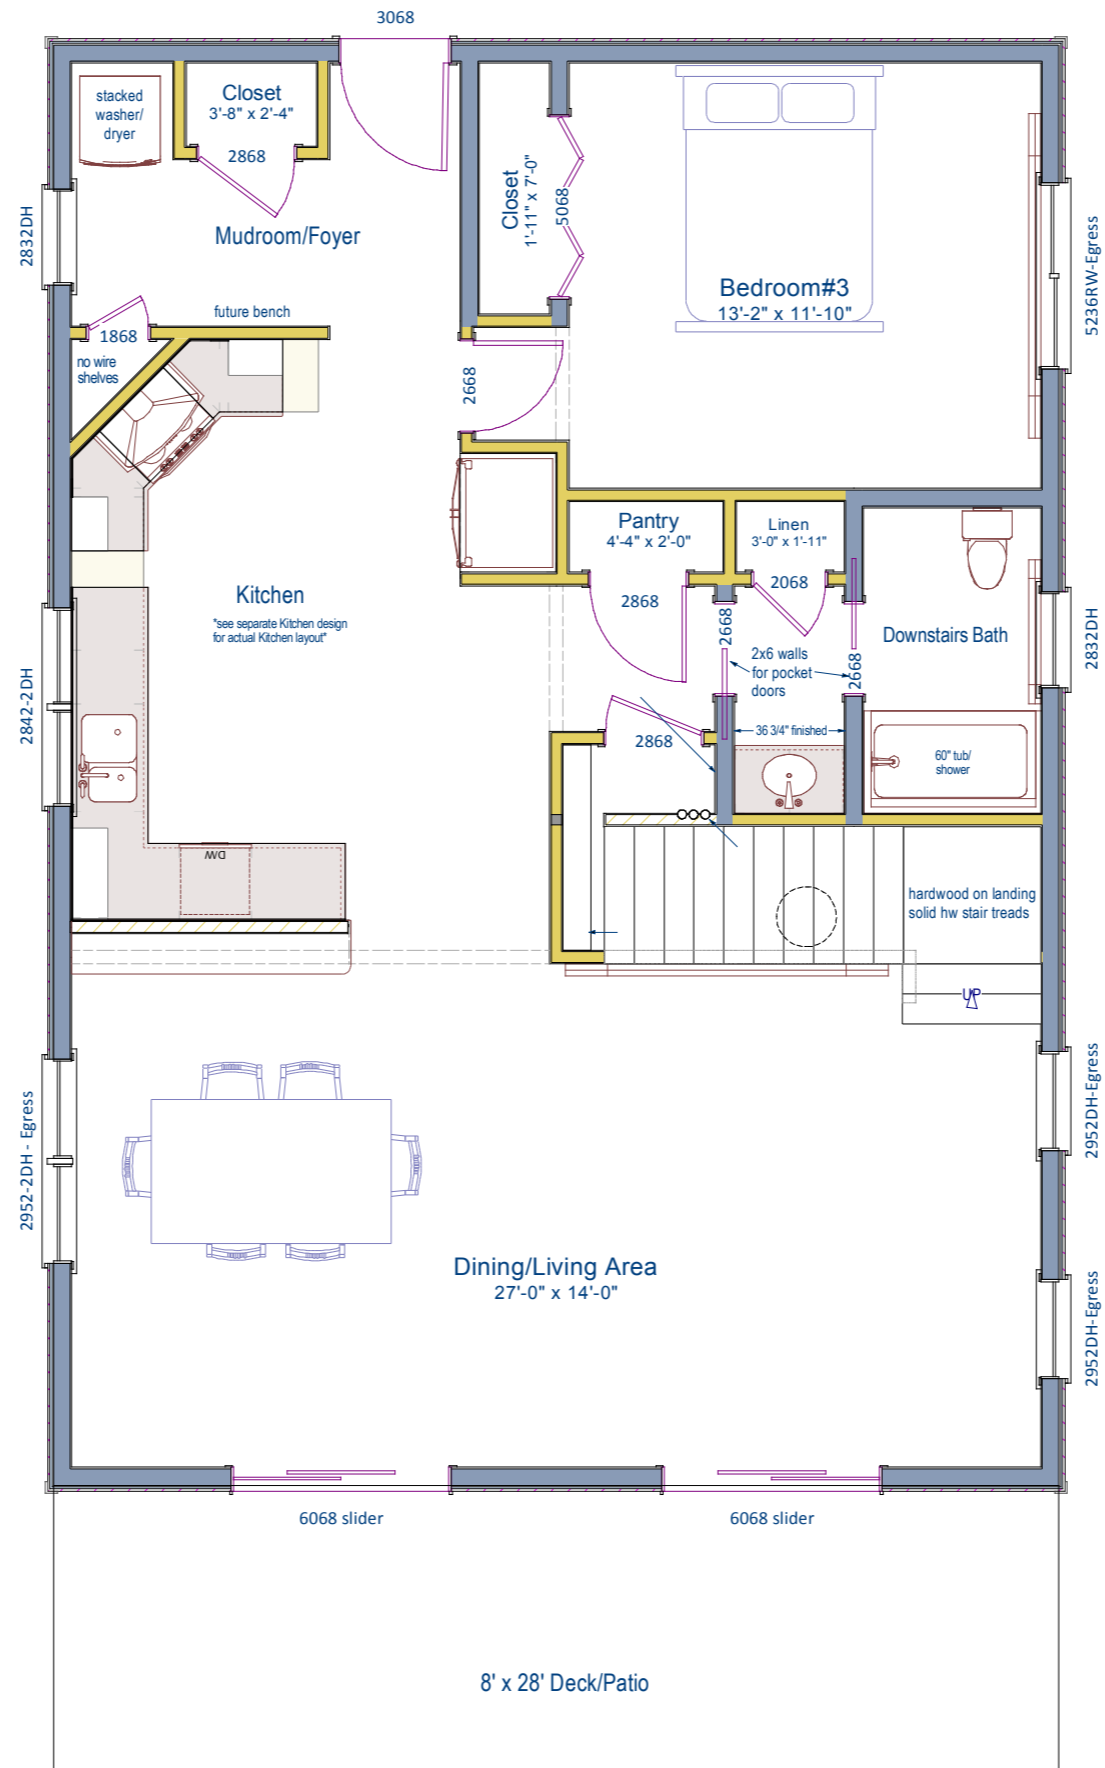 3068
stacked
washer/
dryer
Closet
3'-8" x 2'-4"
2868
Closet
1'-11" x 7'-0"
5068
2832DH
Mudroom/Foyer
5236RW-Egress
Bedroom#3
13'-2" x 11'-10"
future bench
1868
no wire
shelves
2668
Pantry
4'-4" x 2'-0"
Linen
3'-0" x 1'-11"
2068
Kitchen
"see separate Kitchen design
for actual Kitchen layout"
2868
2668
Downstairs Bath
2832DH
2x6 walls
for pocket
doors
2668
2842-2DH
2868
36 3/4" finished
60" tub/
shower
D/W
hardwood on landing
solid hw stair treads
UP
2952-2DH - Egress
2952DH-Egress
Dining/Living Area
27'-0" x 14'-0"
2952DH-Egress
6068 slider
6068 slider
8' x 28' Deck/Patio